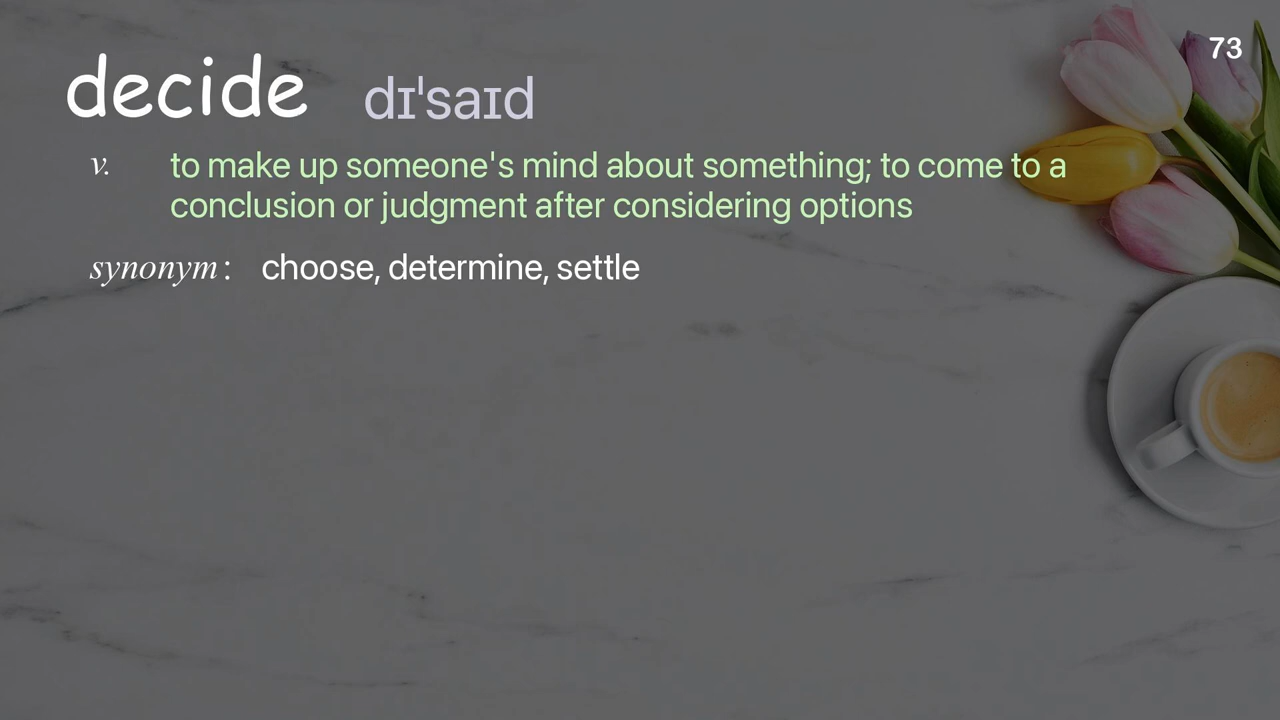 73
decide dɪˈsaɪd
v. to make up someone's mind about something; to come to a
conclusion or judgment after considering options
synonym: choose, determine, settle